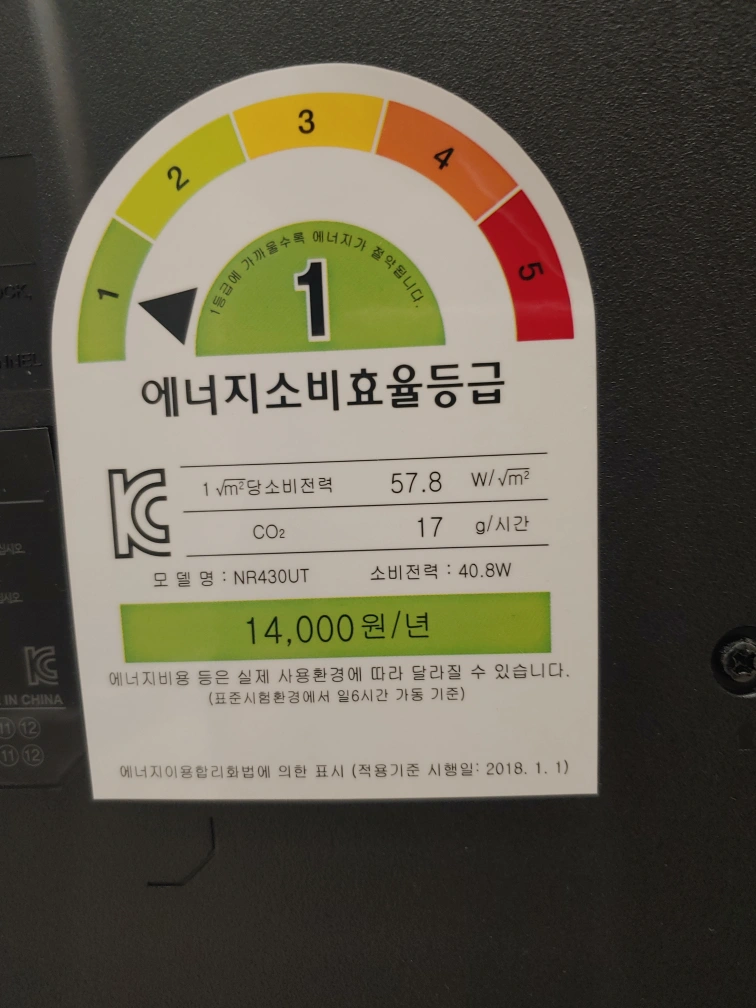 1
2
3
4
5
1등급에 가까울수록 에너지가 절약됩니다.
1
에너지소비효율등급
1 √m²당소비전력 57.8 W/√m²
CO₂ 17 g/시간
모 델 명 : NR430UT 소비전력 : 40.8W
14,000원/년
에너지비용 등은 실제 사용환경에 따라 달라질 수 있습니다.
(표준시험환경에서 일6시간 가동 기준)
에너지이용합리화법에 의한 표시 (적용기준 시행일: 2018. 1. 1)
IN CHINA
11 12
11 12